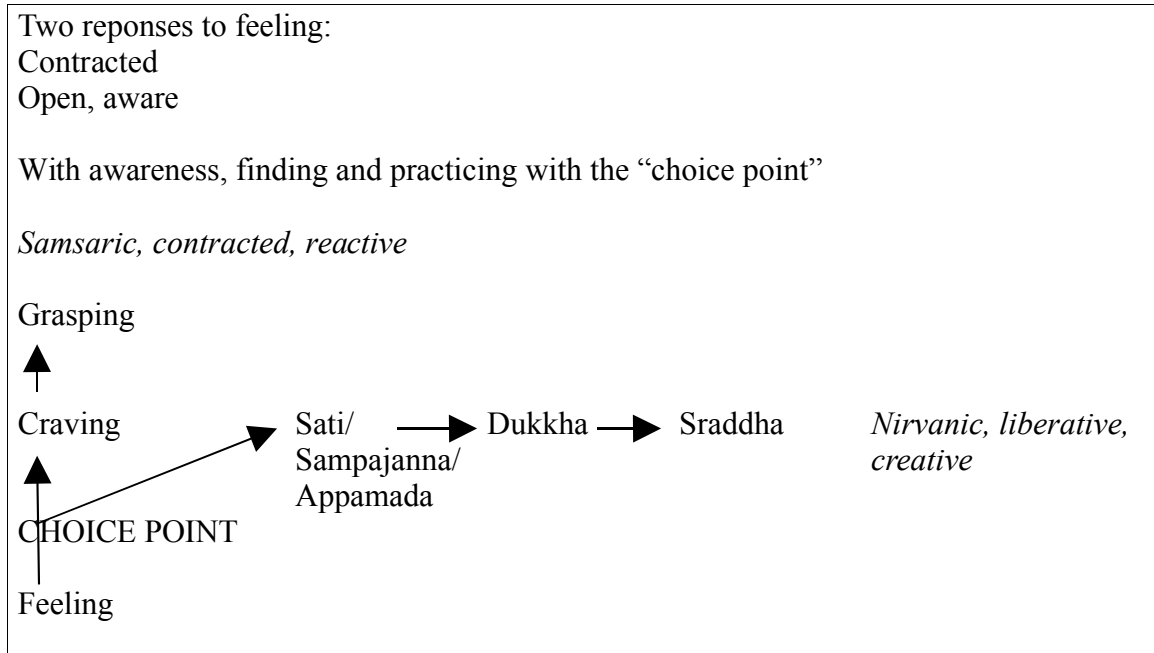 Two reponses to feeling:
Contracted
Open, aware
With awareness, finding and practicing with the “choice point”
Samsaric, contracted, reactive
Grasping
Craving
Sati/
Sampajanna/
Appamada
Dukkha
Sraddha
Nirvanic, liberative,
creative
CHOICE POINT
Feeling